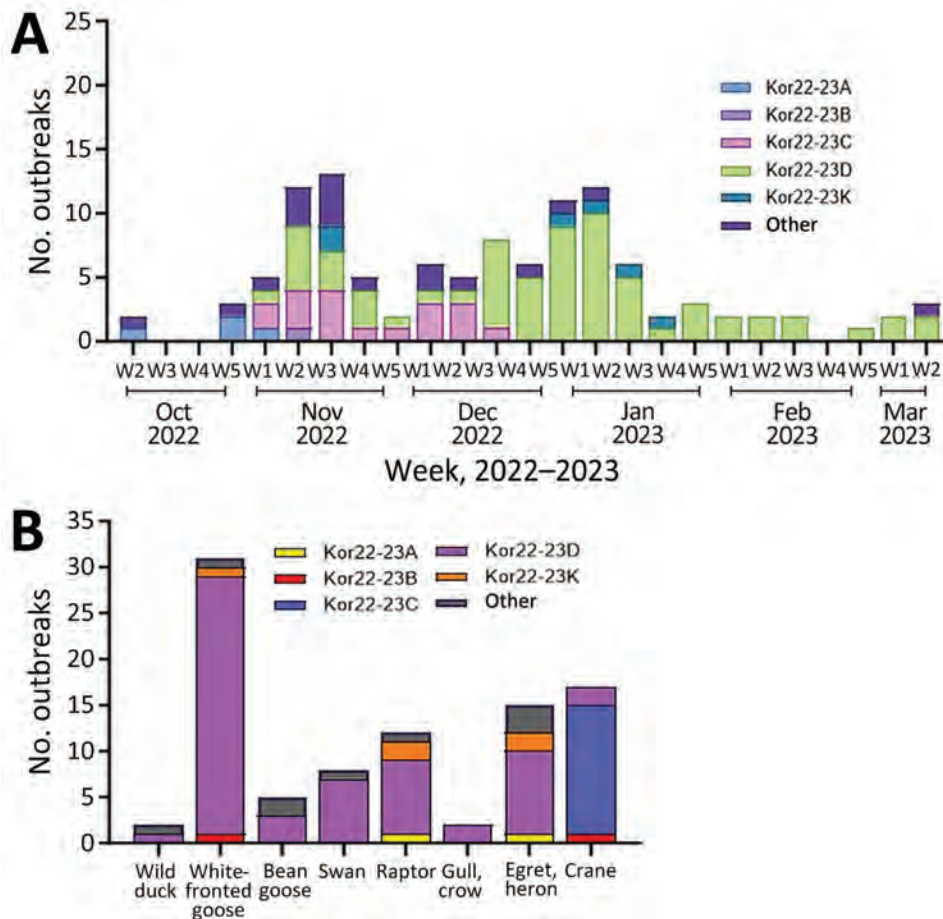 A
No. outbreaks
25
20
15
10
5
0
Kor22-23A
Kor22-23B
Kor22-23C
Kor22-23D
Kor22-23K
Other
W2 W3 W4 W5 W1 W2 W3 W4 W5 W1 W2 W3 W4 W5 W1 W2 W3 W4 W5 W1 W2 W3 W4 W5 W1 W2
Oct Nov Dec Jan Feb Mar
2022 2022 2022 2023 2023 2023
Week, 2022–2023
B
No. outbreaks
35
30
25
20
15
10
5
0
Kor22-23A
Kor22-23B
Kor22-23C
Kor22-23D
Kor22-23K
Other
Wild
duck
White-
fronted
goose
Bean
goose
Swan
Raptor
Gull,
crow
Egret,
heron
Crane